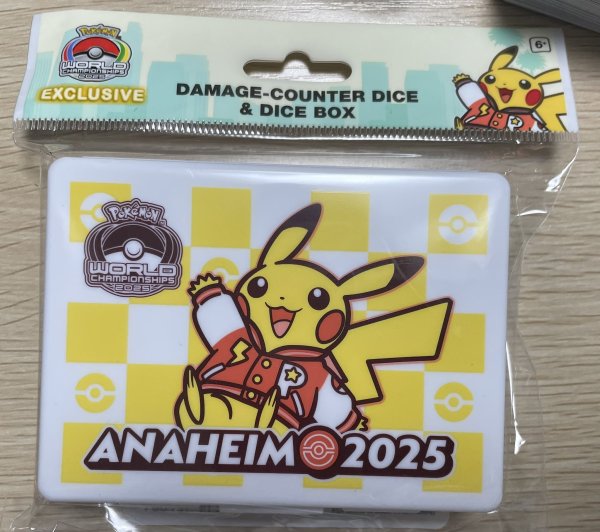 Pokémon
WORLD
CHAMPIONSHIPS
2025
EXCLUSIVE
DAMAGE-COUNTER DICE
& DICE BOX
6+
Pokémon
WORLD
CHAMPIONSHIPS
2025
P
ANAHEIM 2025